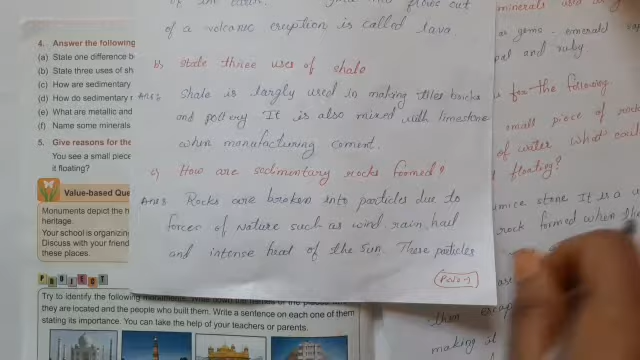 of a volcanic eruption is called lava.
b) State three uses of shale
Ans: Shale is largly used in making tiles bricks
and pottery It is also mixed with limestone
when manufacturing cement.
c) How are sedimentary rocks formed?
Ans Rocks are broken into particles due to
forces of Nature such as wind, rain, hail
and intense heat of the Sun. These particles
4. Answer the following
(a) State one difference b
(b) State three uses of sh
(c) How are sedimentary
(d) How do sedimentary r
(e) What are metallic and
(f) Name some minerals
5. Give reasons for the
You see a small piece
it floating?
Value-based Que
Monuments depict the h
heritage.
Your school is organizin
Discuss with your friend
these places.
PROJECT
Try to identify the following
they are located and the people who built them. Write a sentence on each one of them
stating its importance. You can take the help of your teachers or parents.
minerals
as gems - emerald
and ruby.
for the following
small piece of rock
of water what
floating?
stone. It is a
rock formed when
making it